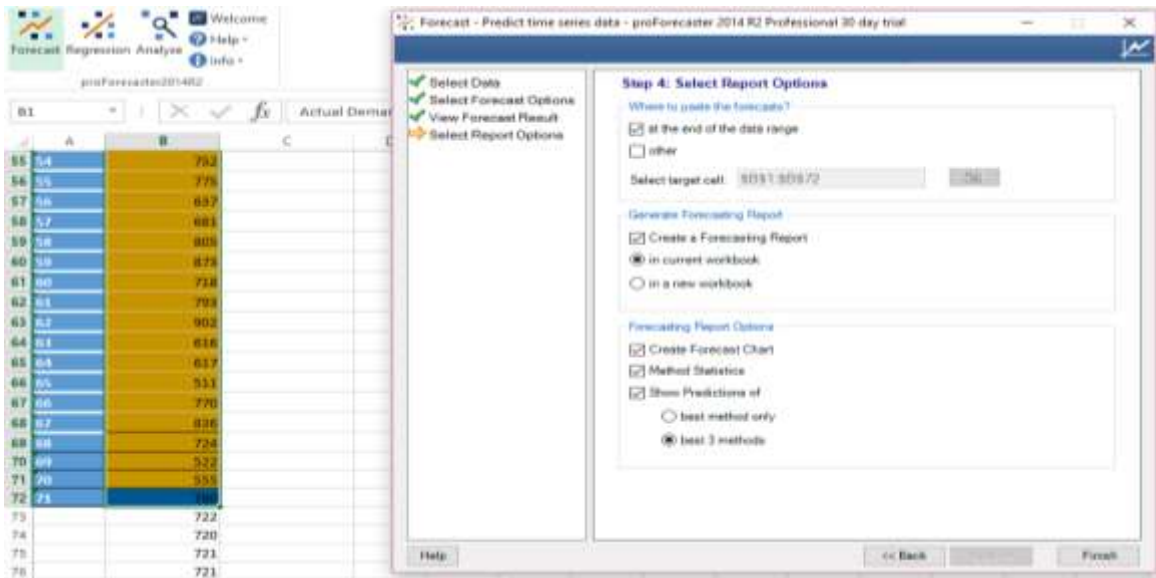 Welcome
Help
Info
Forecast Regression Analyse
proForecaster2014R2
B1 fx Actual Deman
A B C
55 54 752
56 55 775
57 56 637
58 57 681
59 58 805
60 59 873
61 60 718
62 61 793
63 62 902
64 63 616
65 64 617
66 65 511
67 66 770
68 67 836
69 68 724
70 69 522
71 70 555
72 71
73 722
74 720
75 721
76 721
Forecast - Predict time series data - proForecaster 2014 R2 Professional 30 day trial
Select Data
Select Forecast Options
View Forecast Result
Select Report Options
Step 4: Select Report Options
Where to paste the forecasts?
at the end of the data range
other
Select target cell: $D$1:$D$72
Generate Forecasting Report
Create a Forecasting Report
in current workbook
in a new workbook
Forecasting Report Options
Create Forecast Chart
Method Statistics
Show Predictions of
best method only
best 3 methods
Help << Back Finish